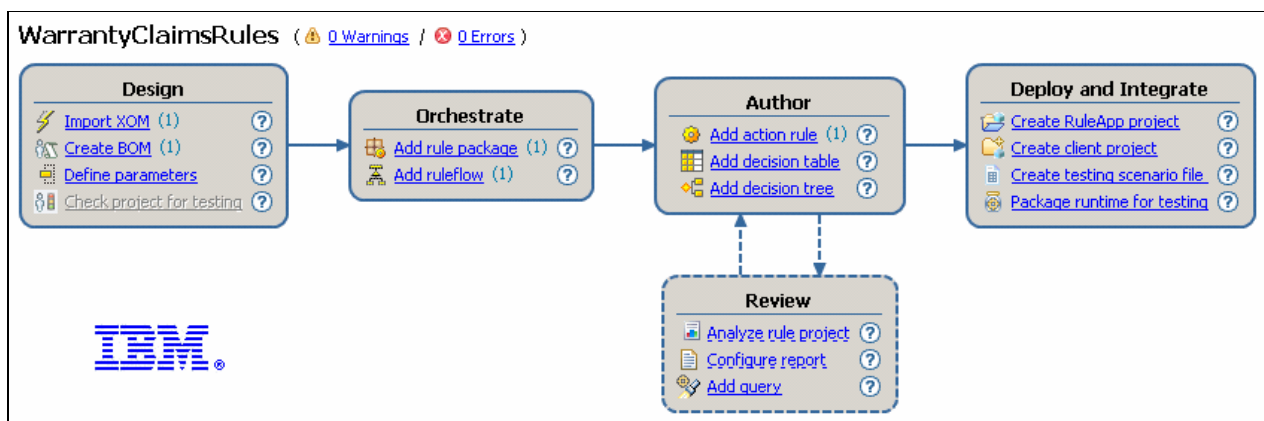 WarrantyClaimsRules ( 0 Warnings / 0 Errors )
Design
Import XOM (1) ?
Create BOM (1) ?
Define parameters ?
Check project for testing ?
Orchestrate
Add rule package (1) ?
Add ruleflow (1) ?
Author
Add action rule (1) ?
Add decision table ?
Add decision tree ?
Deploy and Integrate
Create RuleApp project ?
Create client project ?
Create testing scenario file ?
Package runtime for testing ?
Review
Analyze rule project ?
Configure report ?
Add query ?
IBM®